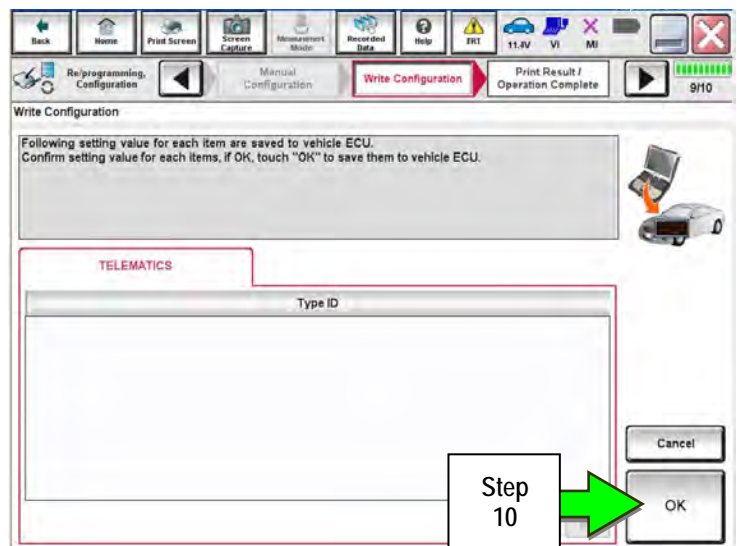 Back
Home
Print Screen
Screen Capture
Measurement Mode
Recorded Data
Help
ERT
11.4V
VI
MI
Re/programming, Configuration
Manual Configuration
Write Configuration
Print Result / Operation Complete
9/10
Write Configuration
Following setting value for each item are saved to vehicle ECU.
Confirm setting value for each items, if OK, touch "OK" to save them to vehicle ECU.
TELEMATICS
Type ID
Cancel
Step
10
OK